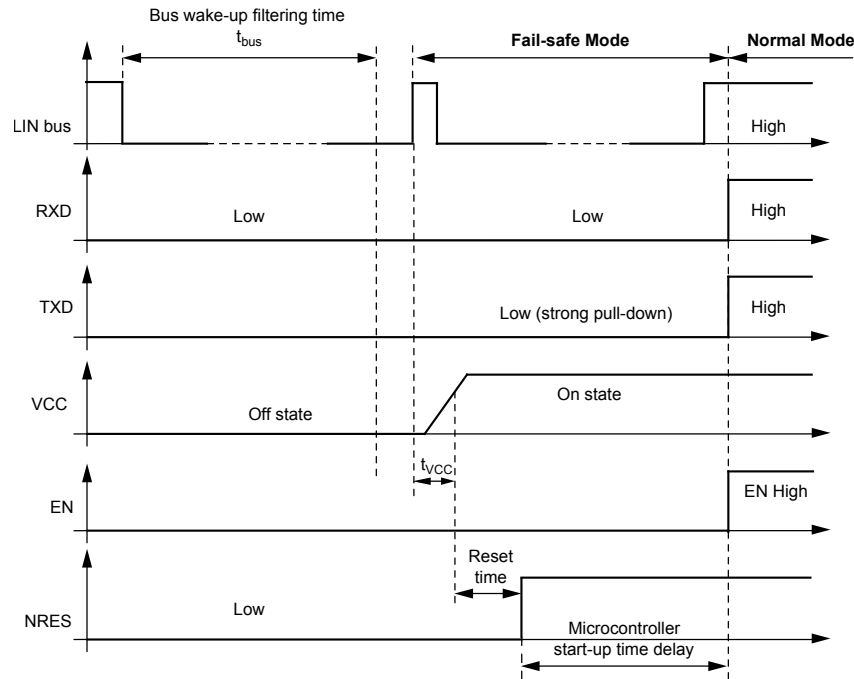 Bus wake-up filtering time
tbus
Fail-safe Mode
Normal Mode
LIN bus
High
RXD
Low
Low
High
TXD
Low (strong pull-down)
High
VCC
Off state
On state
tVCC
EN
EN High
Reset
time
NRES
Low
Microcontroller
start-up time delay